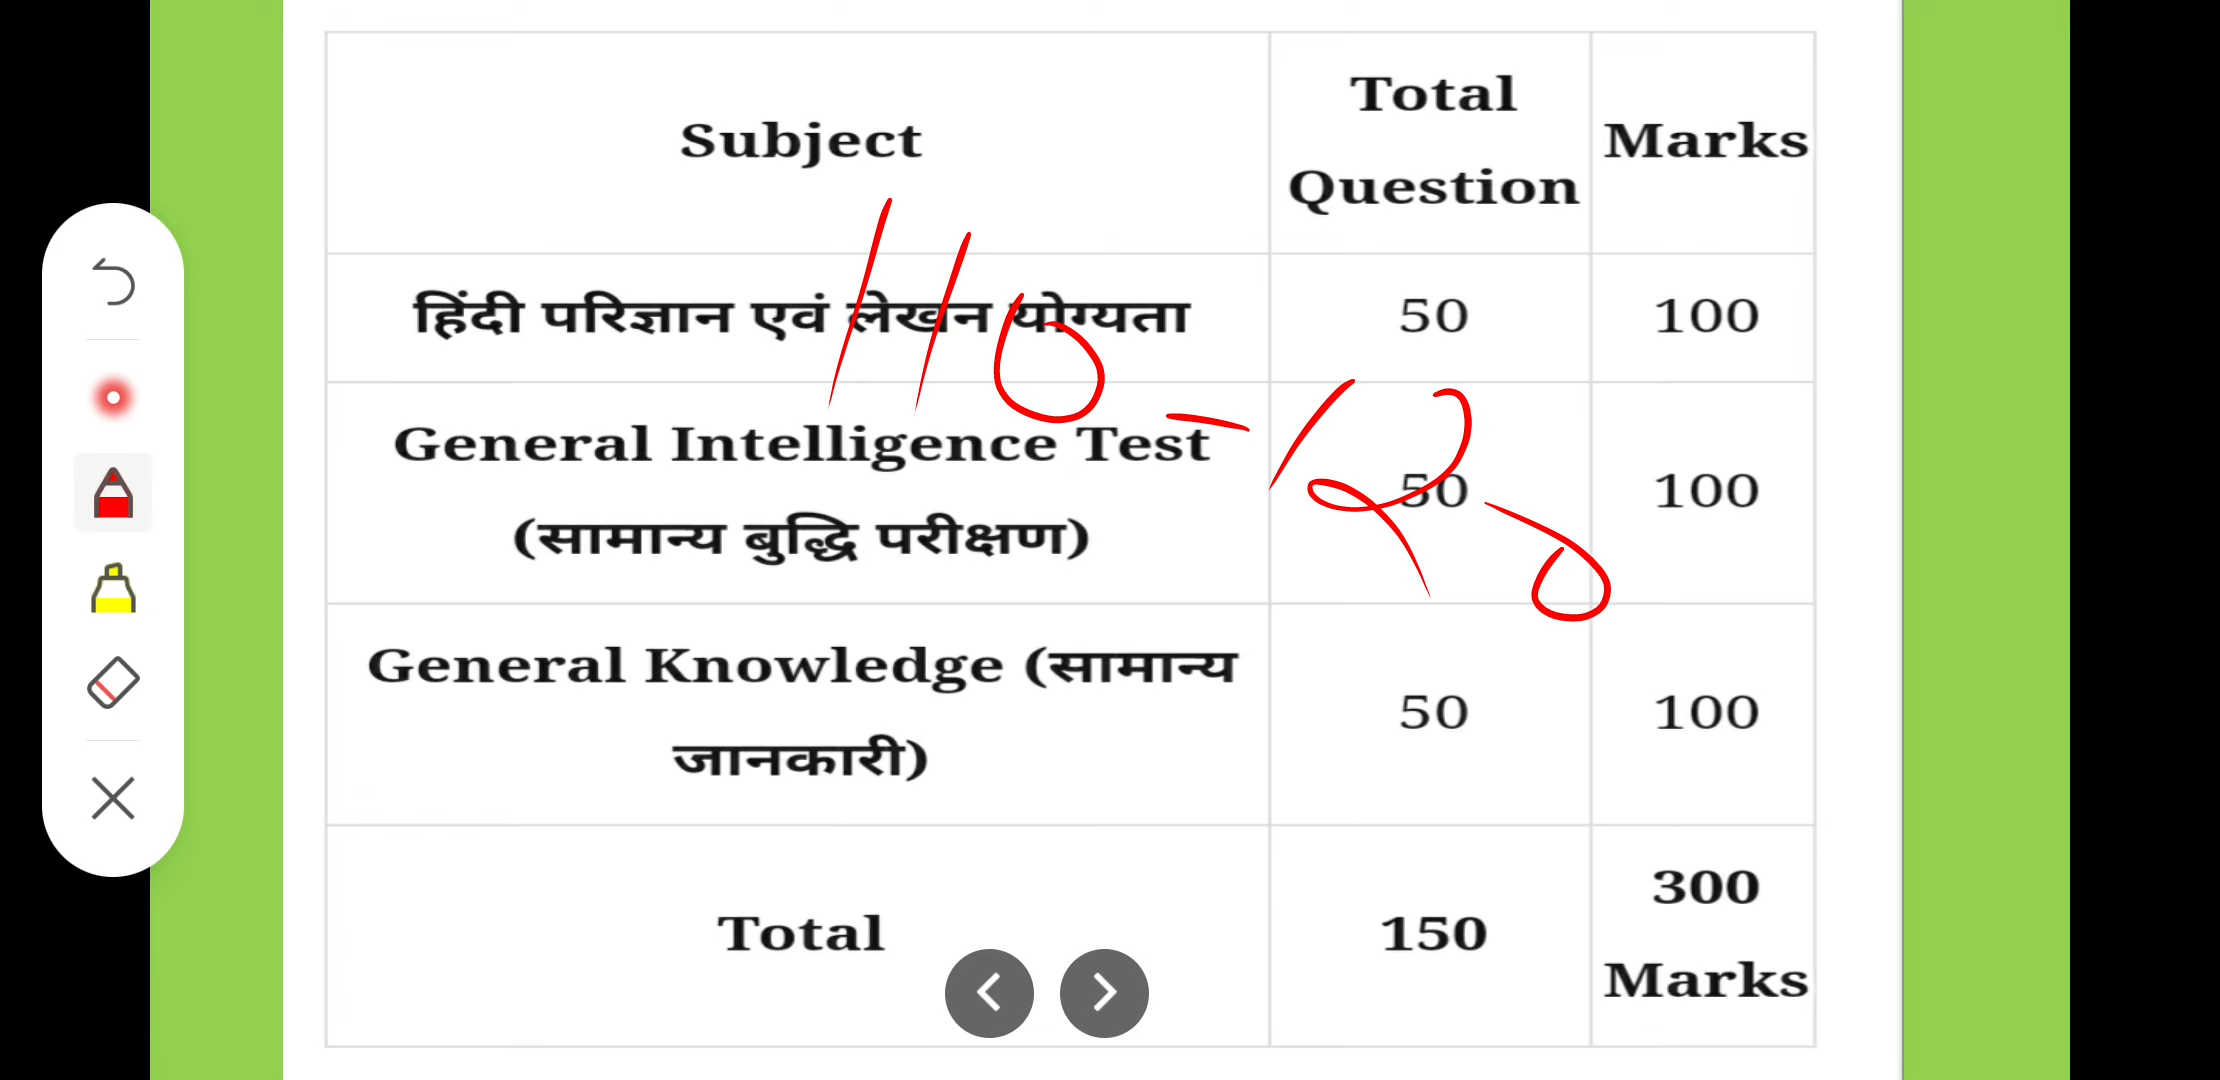 Subject
Total
Question
Marks
हिंदी परिज्ञान एवं लेखन योग्यता
50
100
General Intelligence Test
(सामान्य बुद्धि परीक्षण)
50
100
General Knowledge (सामान्य
जानकारी)
50
100
Total
150
300
Marks
110 - 120